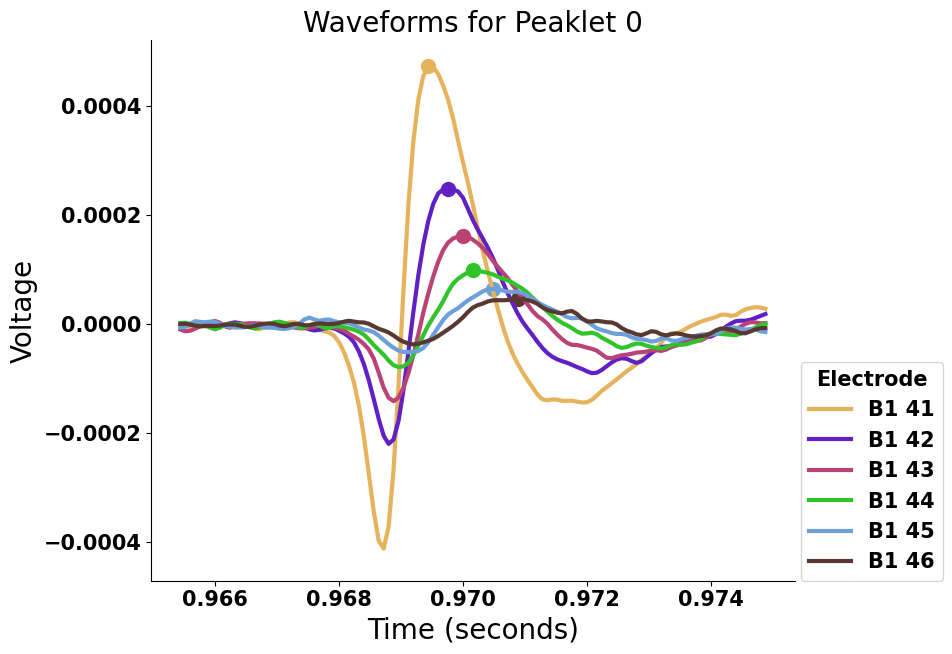 Waveforms for Peaklet 0
Voltage
0.0004
0.0002
0.0000
−0.0002
−0.0004
0.966 0.968 0.970 0.972 0.974
Time (seconds)
Electrode
B1 41
B1 42
B1 43
B1 44
B1 45
B1 46